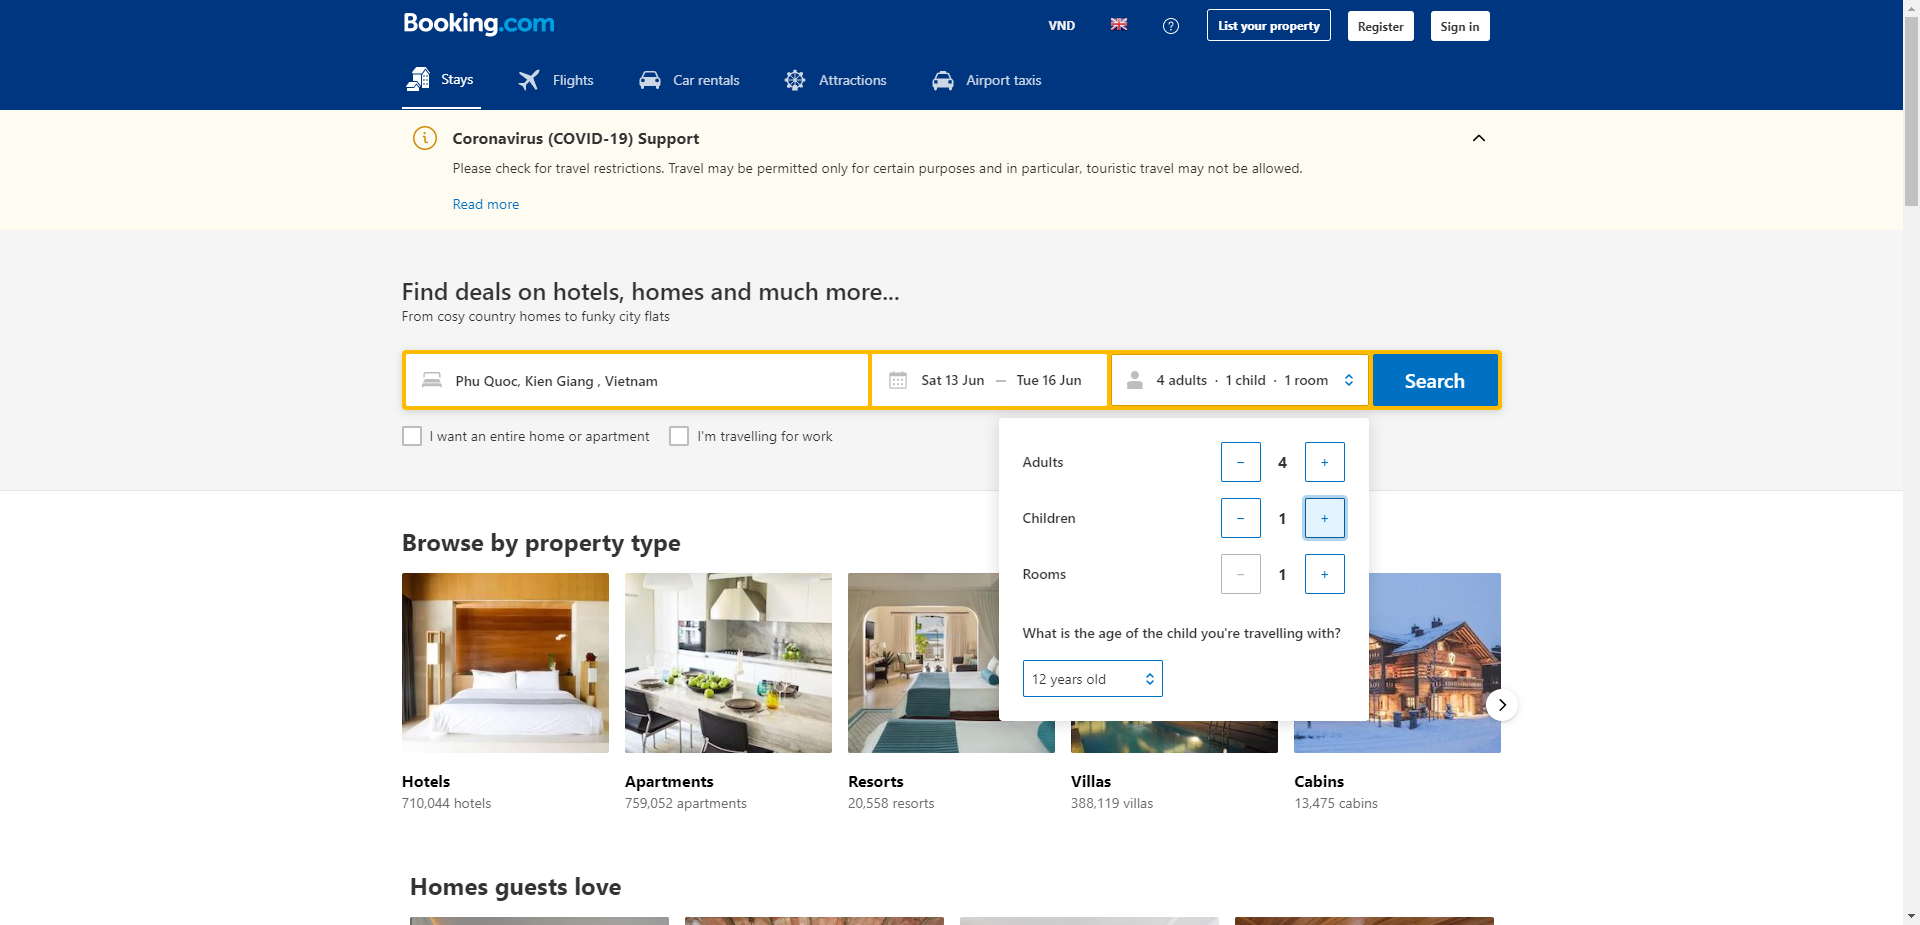 Booking.com
VND
List your property
Register
Sign in
Stays
Flights
Car rentals
Attractions
Airport taxis
Coronavirus (COVID-19) Support
Please check for travel restrictions. Travel may be permitted only for certain purposes and in particular, touristic travel may not be allowed.
Read more
Find deals on hotels, homes and much more...
From cosy country homes to funky city flats
Phu Quoc, Kien Giang , Vietnam
Sat 13 Jun — Tue 16 Jun
4 adults · 1 child · 1 room
Search
I want an entire home or apartment
I'm travelling for work
Adults − 4 +
Children − 1 +
Rooms − 1 +
What is the age of the child you're travelling with?
12 years old
Browse by property type
Hotels
710,044 hotels
Apartments
759,052 apartments
Resorts
20,558 resorts
Villas
388,119 villas
Cabins
13,475 cabins
Homes guests love